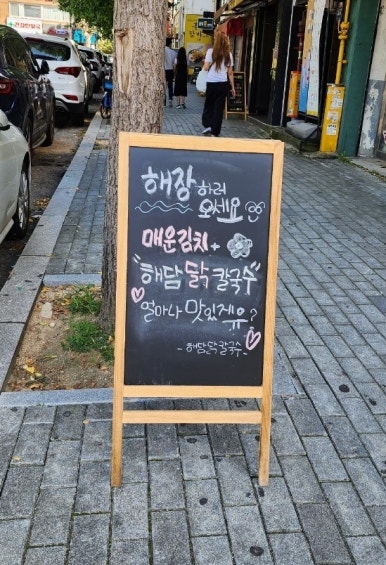 해장하러
오세요
매운김치+
"해담닭칼국수"
얼마나 맛있게유?
-해담닭칼국수-